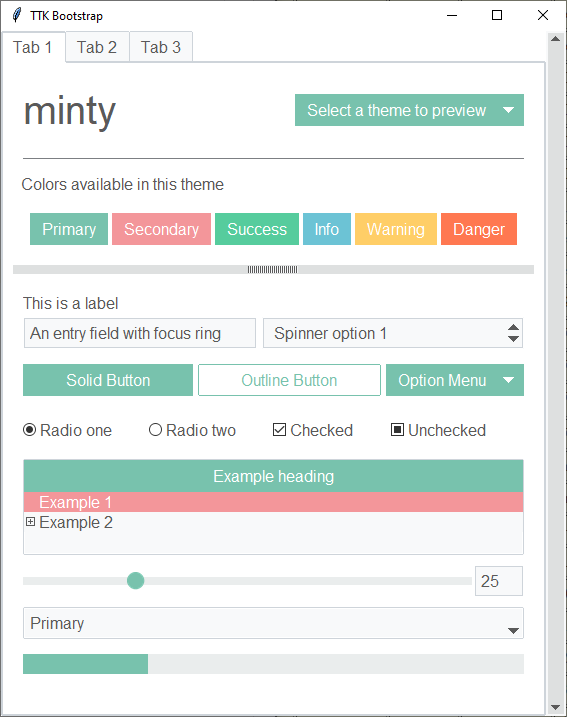 TTK Bootstrap
Tab 1 Tab 2 Tab 3
minty Select a theme to preview
Colors available in this theme
Primary Secondary Success Info Warning Danger
This is a label
An entry field with focus ring Spinner option 1
Solid Button Outline Button Option Menu
Radio one Radio two Checked Unchecked
Example heading
Example 1
Example 2
25
Primary